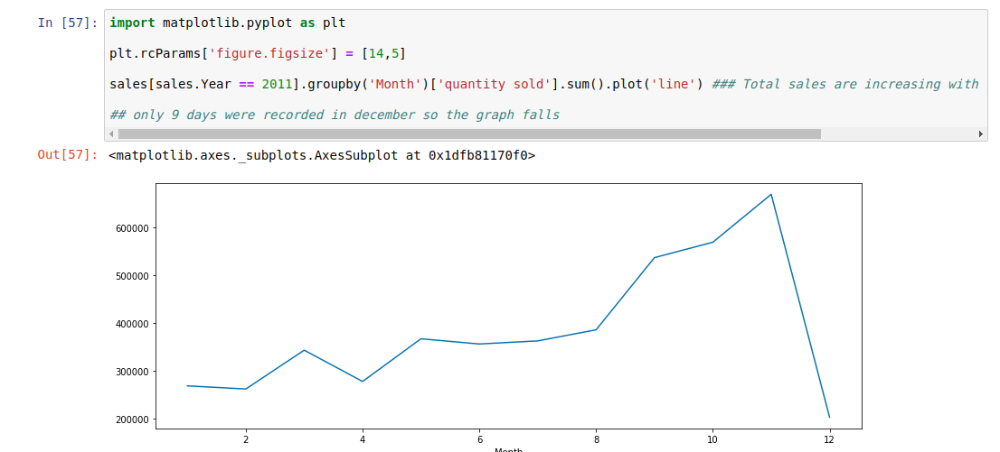 In [57]: import matplotlib.pyplot as plt
plt.rcParams['figure.figsize'] = [14,5]
sales[sales.Year == 2011].groupby('Month')['quantity sold'].sum().plot('line') ### Total sales are increasing with
## only 9 days were recorded in december so the graph falls
Out[57]: <matplotlib.axes._subplots.AxesSubplot at 0x1dfb81170f0>
600000
500000
400000
300000
200000
2 4 6 8 10 12
Month